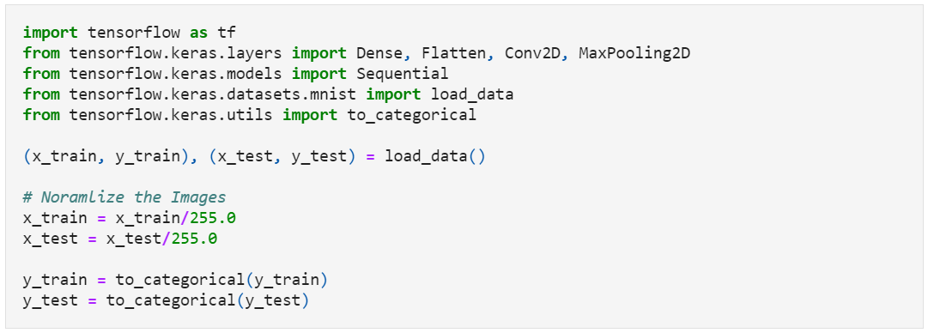 import tensorflow as tf
from tensorflow.keras.layers import Dense, Flatten, Conv2D, MaxPooling2D
from tensorflow.keras.models import Sequential
from tensorflow.keras.datasets.mnist import load_data
from tensorflow.keras.utils import to_categorical
(x_train, y_train), (x_test, y_test) = load_data()
# Noramlize the Images
x_train = x_train/255.0
x_test = x_test/255.0
y_train = to_categorical(y_train)
y_test = to_categorical(y_test)